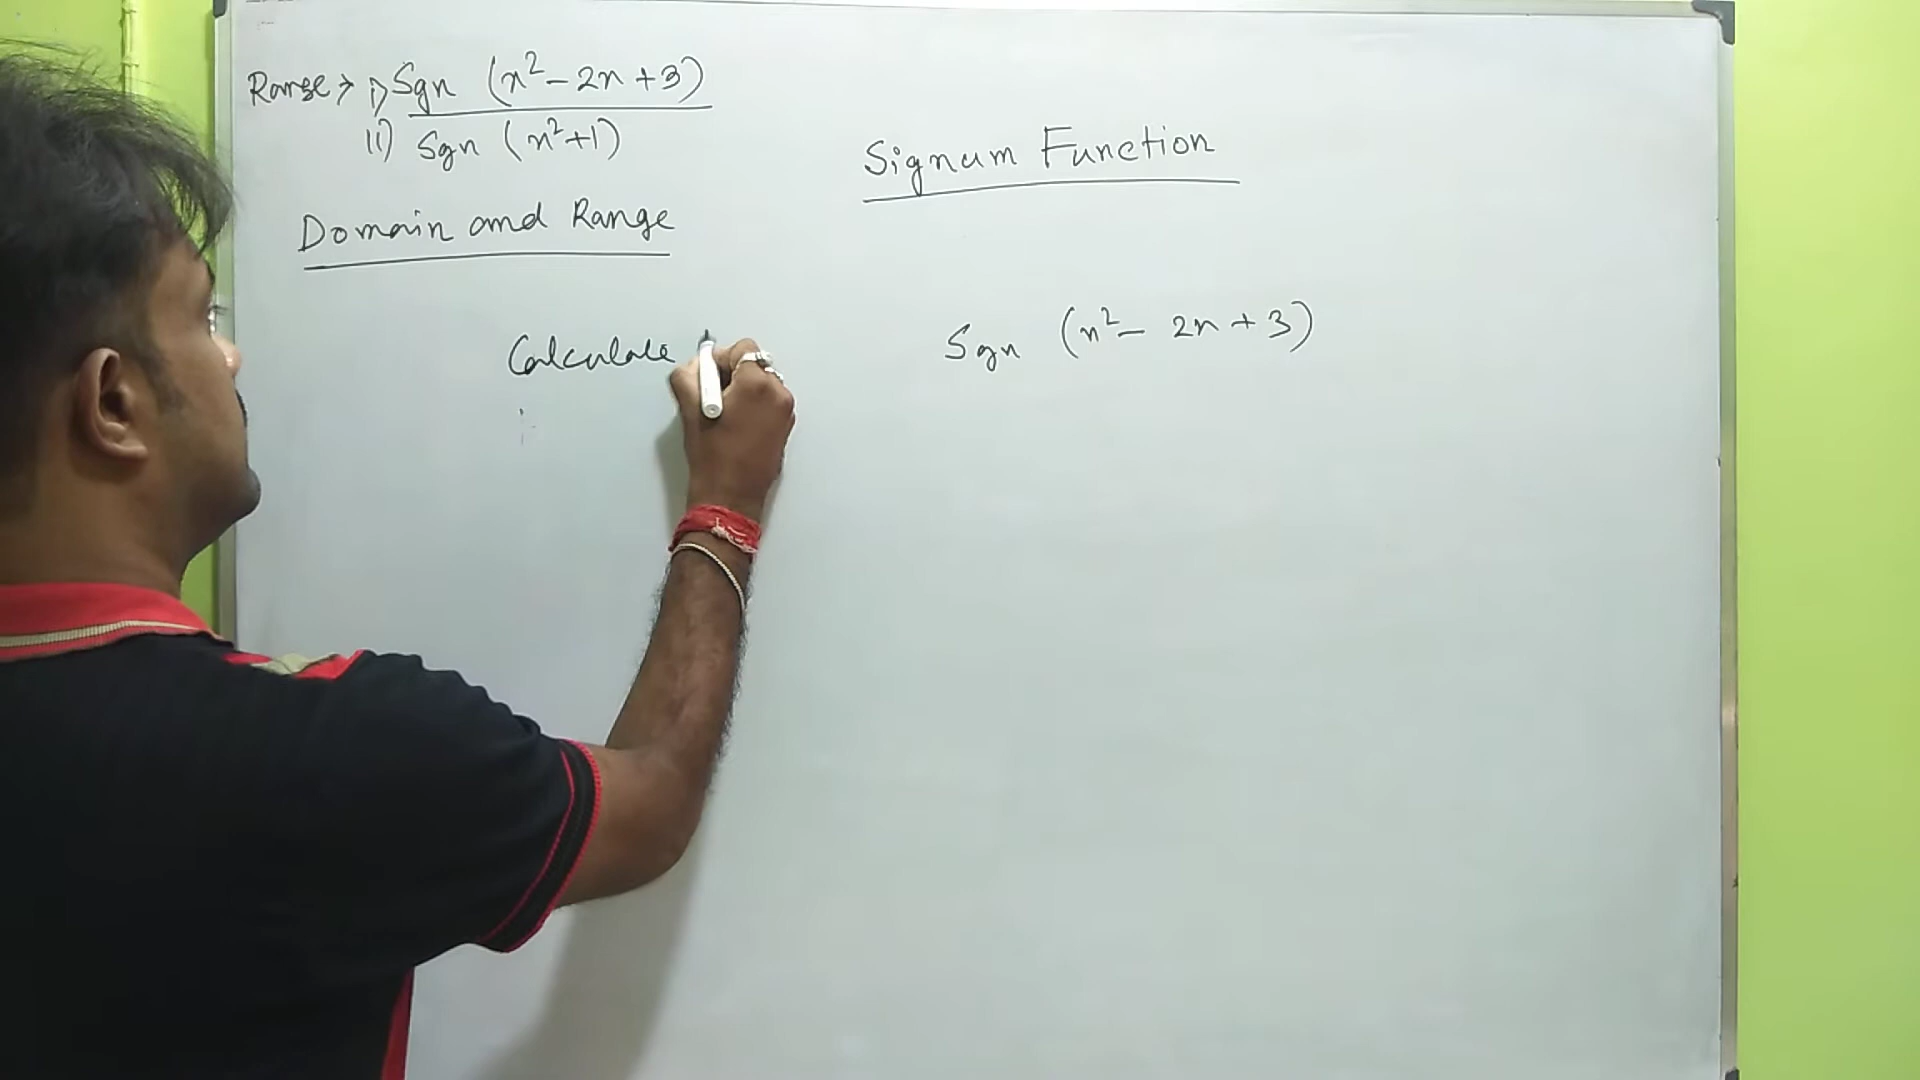 Range → i) Sgn (x² - 2x + 3)
ii) Sgn (x² + 1)
Domain and Range
Signum Function
Calculate
Sgn (x² - 2x + 3)